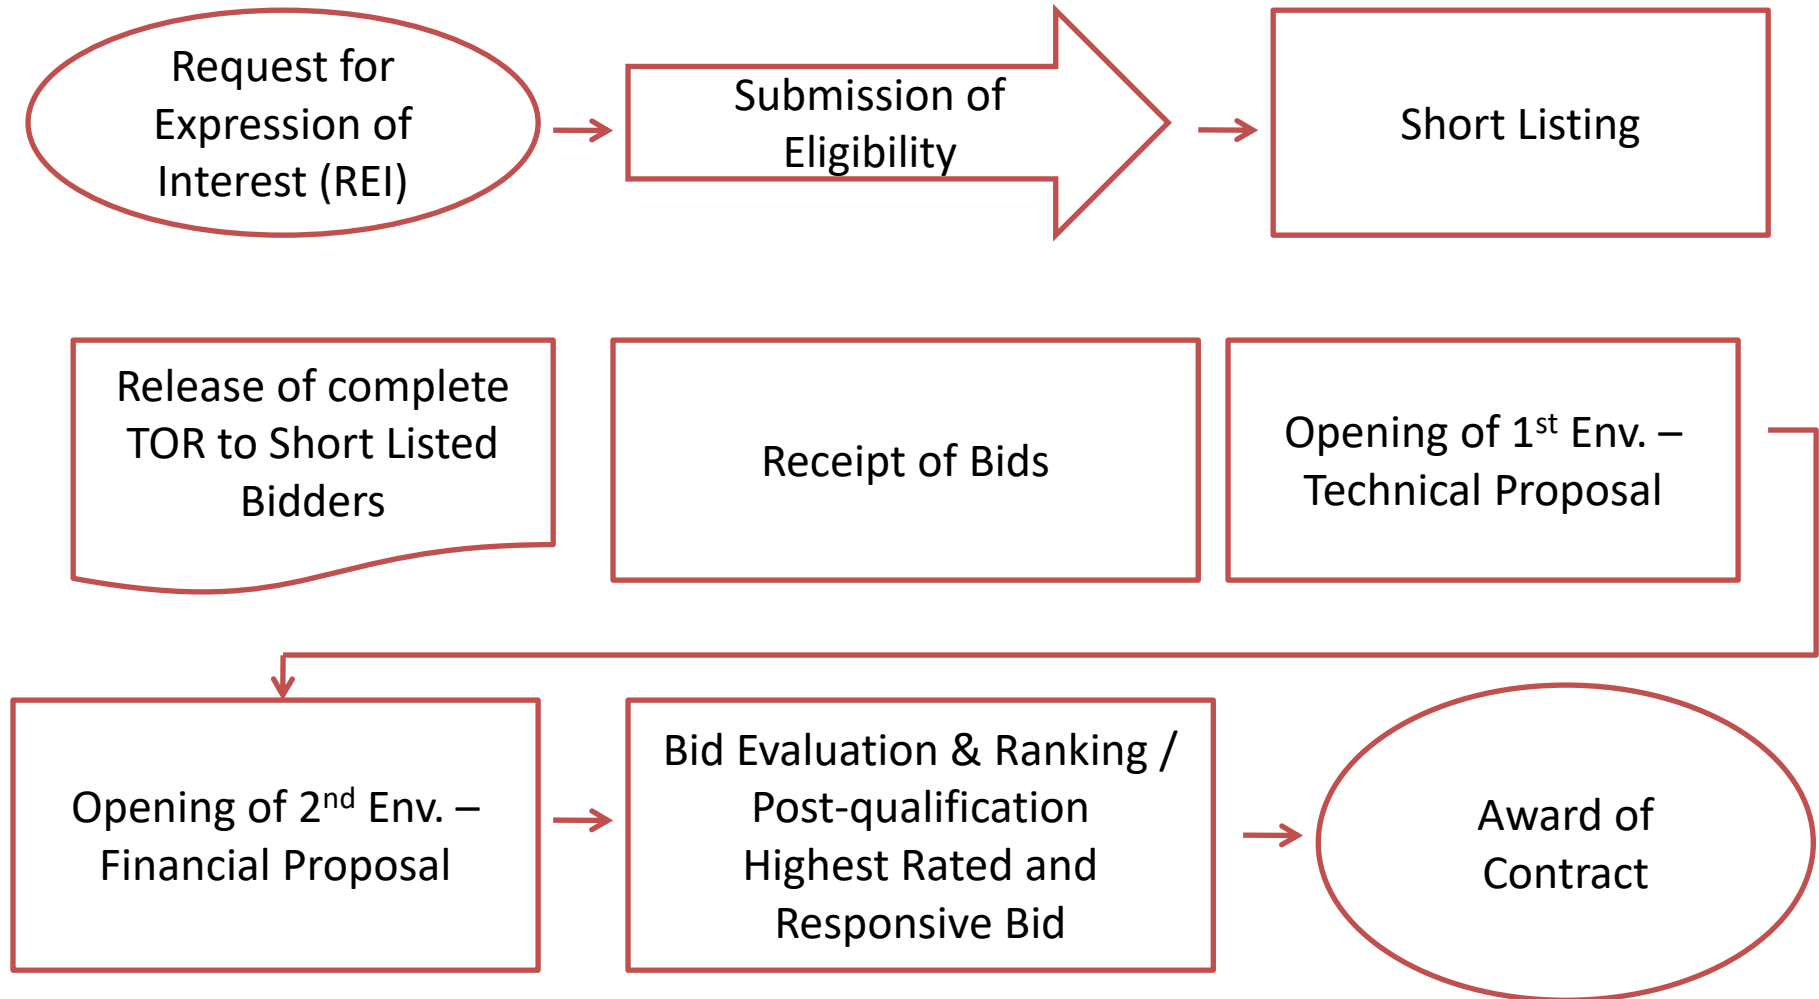 Request for
Expression of
Interest (REI)
Submission of
Eligibility
Short Listing
Release of complete
TOR to Short Listed
Bidders
Receipt of Bids
Opening of 1st Env. –
Technical Proposal
Opening of 2nd Env. –
Financial Proposal
Bid Evaluation & Ranking /
Post-qualification
Highest Rated and
Responsive Bid
Award of
Contract